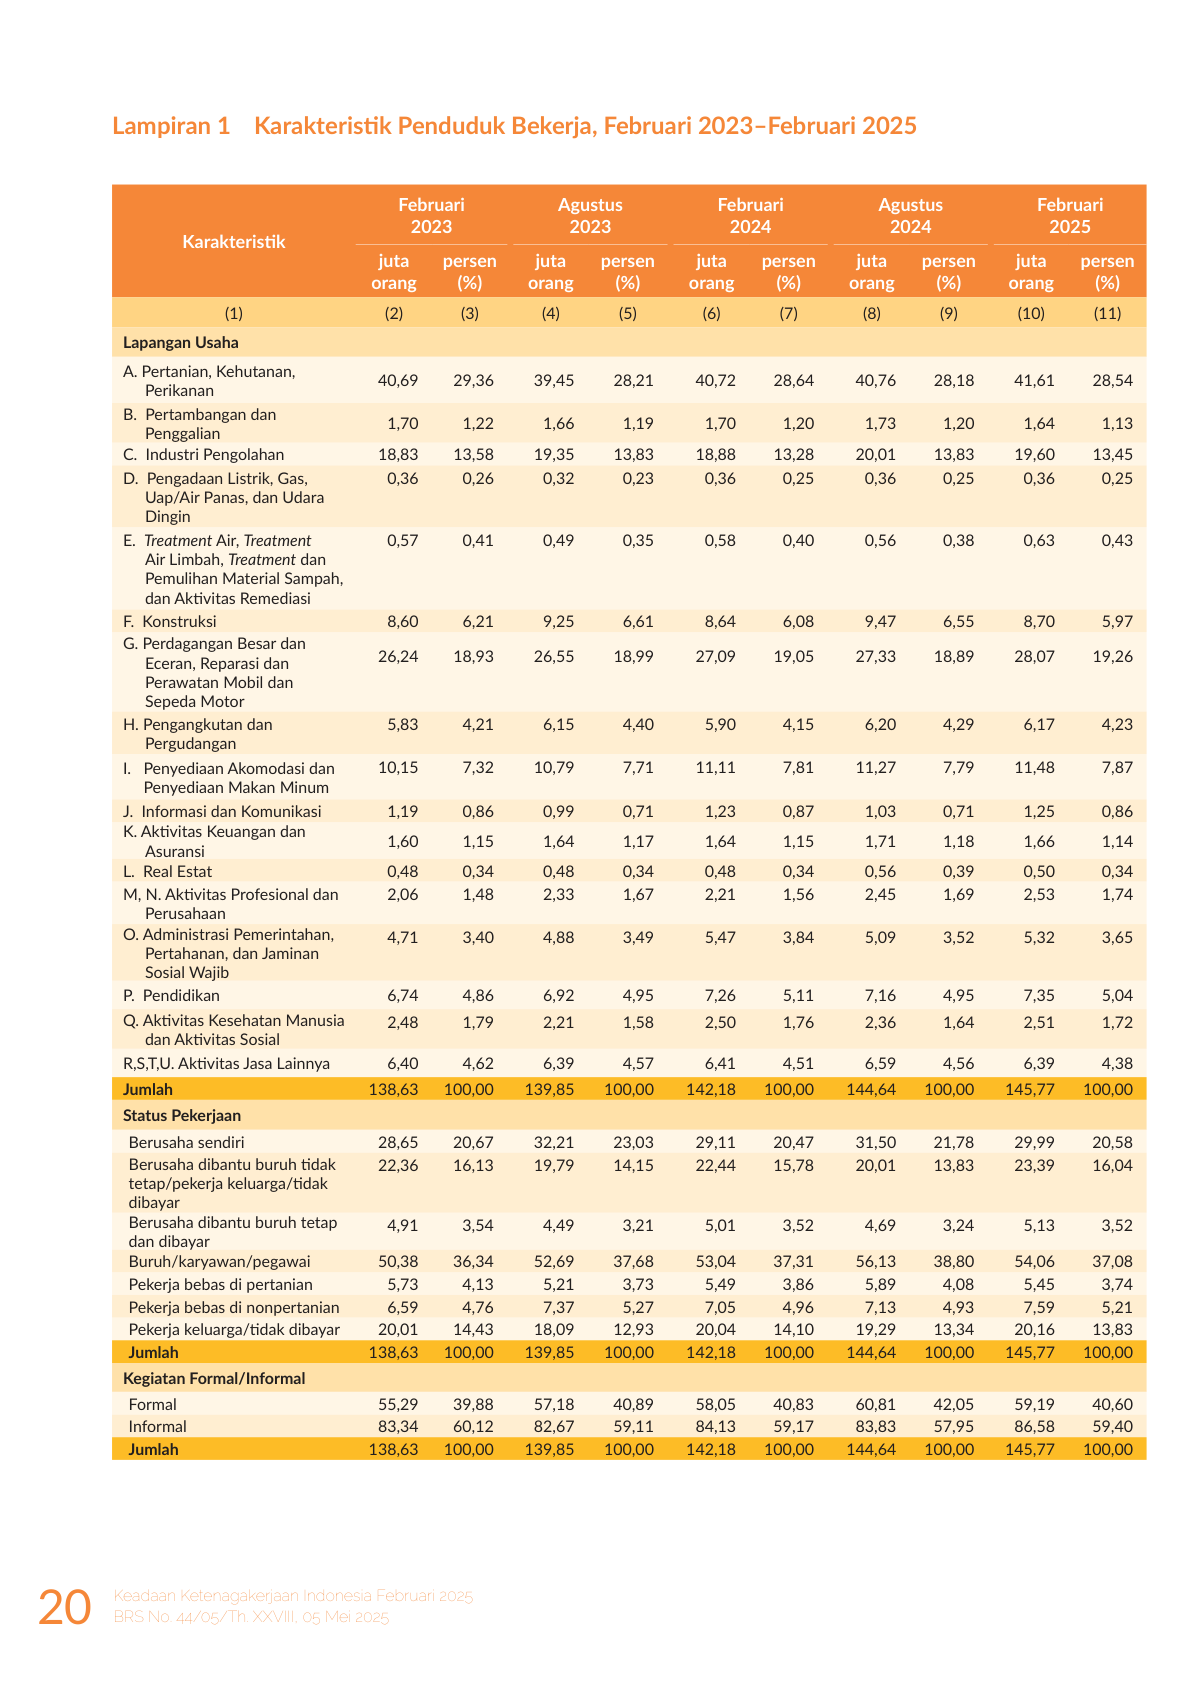 Lampiran 1 Karakteristik Penduduk Bekerja, Februari 2023–Februari 2025
Karakteristik
Februari 2023 Agustus 2023 Februari 2024 Agustus 2024 Februari 2025
juta orang persen (%) juta orang persen (%) juta orang persen (%) juta orang persen (%) juta orang persen (%)
(1) (2) (3) (4) (5) (6) (7) (8) (9) (10) (11)
Lapangan Usaha
A. Pertanian, Kehutanan,
Perikanan 40,69 29,36 39,45 28,21 40,72 28,64 40,76 28,18 41,61 28,54
B. Pertambangan dan
Penggalian 1,70 1,22 1,66 1,19 1,70 1,20 1,73 1,20 1,64 1,13
C. Industri Pengolahan 18,83 13,58 19,35 13,83 18,88 13,28 20,01 13,83 19,60 13,45
D. Pengadaan Listrik, Gas, 0,36 0,26 0,32 0,23 0,36 0,25 0,36 0,25 0,36 0,25
Uap/Air Panas, dan Udara
Dingin
E. Treatment Air, Treatment 0,57 0,41 0,49 0,35 0,58 0,40 0,56 0,38 0,63 0,43
Air Limbah, Treatment dan
Pemulihan Material Sampah,
dan Aktivitas Remediasi
F. Konstruksi 8,60 6,21 9,25 6,61 8,64 6,08 9,47 6,55 8,70 5,97
G. Perdagangan Besar dan
Eceran, Reparasi dan 26,24 18,93 26,55 18,99 27,09 19,05 27,33 18,89 28,07 19,26
Perawatan Mobil dan
Sepeda Motor
H. Pengangkutan dan 5,83 4,21 6,15 4,40 5,90 4,15 6,20 4,29 6,17 4,23
Pergudangan
I. Penyediaan Akomodasi dan 10,15 7,32 10,79 7,71 11,11 7,81 11,27 7,79 11,48 7,87
Penyediaan Makan Minum
J. Informasi dan Komunikasi 1,19 0,86 0,99 0,71 1,23 0,87 1,03 0,71 1,25 0,86
K. Aktivitas Keuangan dan
Asuransi 1,60 1,15 1,64 1,17 1,64 1,15 1,71 1,18 1,66 1,14
L. Real Estat 0,48 0,34 0,48 0,34 0,48 0,34 0,56 0,39 0,50 0,34
M, N. Aktivitas Profesional dan 2,06 1,48 2,33 1,67 2,21 1,56 2,45 1,69 2,53 1,74
Perusahaan
O. Administrasi Pemerintahan, 4,71 3,40 4,88 3,49 5,47 3,84 5,09 3,52 5,32 3,65
Pertahanan, dan Jaminan
Sosial Wajib
P. Pendidikan 6,74 4,86 6,92 4,95 7,26 5,11 7,16 4,95 7,35 5,04
Q. Aktivitas Kesehatan Manusia 2,48 1,79 2,21 1,58 2,50 1,76 2,36 1,64 2,51 1,72
dan Aktivitas Sosial
R,S,T,U. Aktivitas Jasa Lainnya 6,40 4,62 6,39 4,57 6,41 4,51 6,59 4,56 6,39 4,38
Jumlah 138,63 100,00 139,85 100,00 142,18 100,00 144,64 100,00 145,77 100,00
Status Pekerjaan
Berusaha sendiri 28,65 20,67 32,21 23,03 29,11 20,47 31,50 21,78 29,99 20,58
Berusaha dibantu buruh tidak 22,36 16,13 19,79 14,15 22,44 15,78 20,01 13,83 23,39 16,04
tetap/pekerja keluarga/tidak
dibayar
Berusaha dibantu buruh tetap 4,91 3,54 4,49 3,21 5,01 3,52 4,69 3,24 5,13 3,52
dan dibayar
Buruh/karyawan/pegawai 50,38 36,34 52,69 37,68 53,04 37,31 56,13 38,80 54,06 37,08
Pekerja bebas di pertanian 5,73 4,13 5,21 3,73 5,49 3,86 5,89 4,08 5,45 3,74
Pekerja bebas di nonpertanian 6,59 4,76 7,37 5,27 7,05 4,96 7,13 4,93 7,59 5,21
Pekerja keluarga/tidak dibayar 20,01 14,43 18,09 12,93 20,04 14,10 19,29 13,34 20,16 13,83
Jumlah 138,63 100,00 139,85 100,00 142,18 100,00 144,64 100,00 145,77 100,00
Kegiatan Formal/Informal
Formal 55,29 39,88 57,18 40,89 58,05 40,83 60,81 42,05 59,19 40,60
Informal 83,34 60,12 82,67 59,11 84,13 59,17 83,83 57,95 86,58 59,40
Jumlah 138,63 100,00 139,85 100,00 142,18 100,00 144,64 100,00 145,77 100,00
20
Keadaan Ketenagakerjaan Indonesia Februari 2025
BRS No. 44/05/Th. XXVIII, 05 Mei 2025